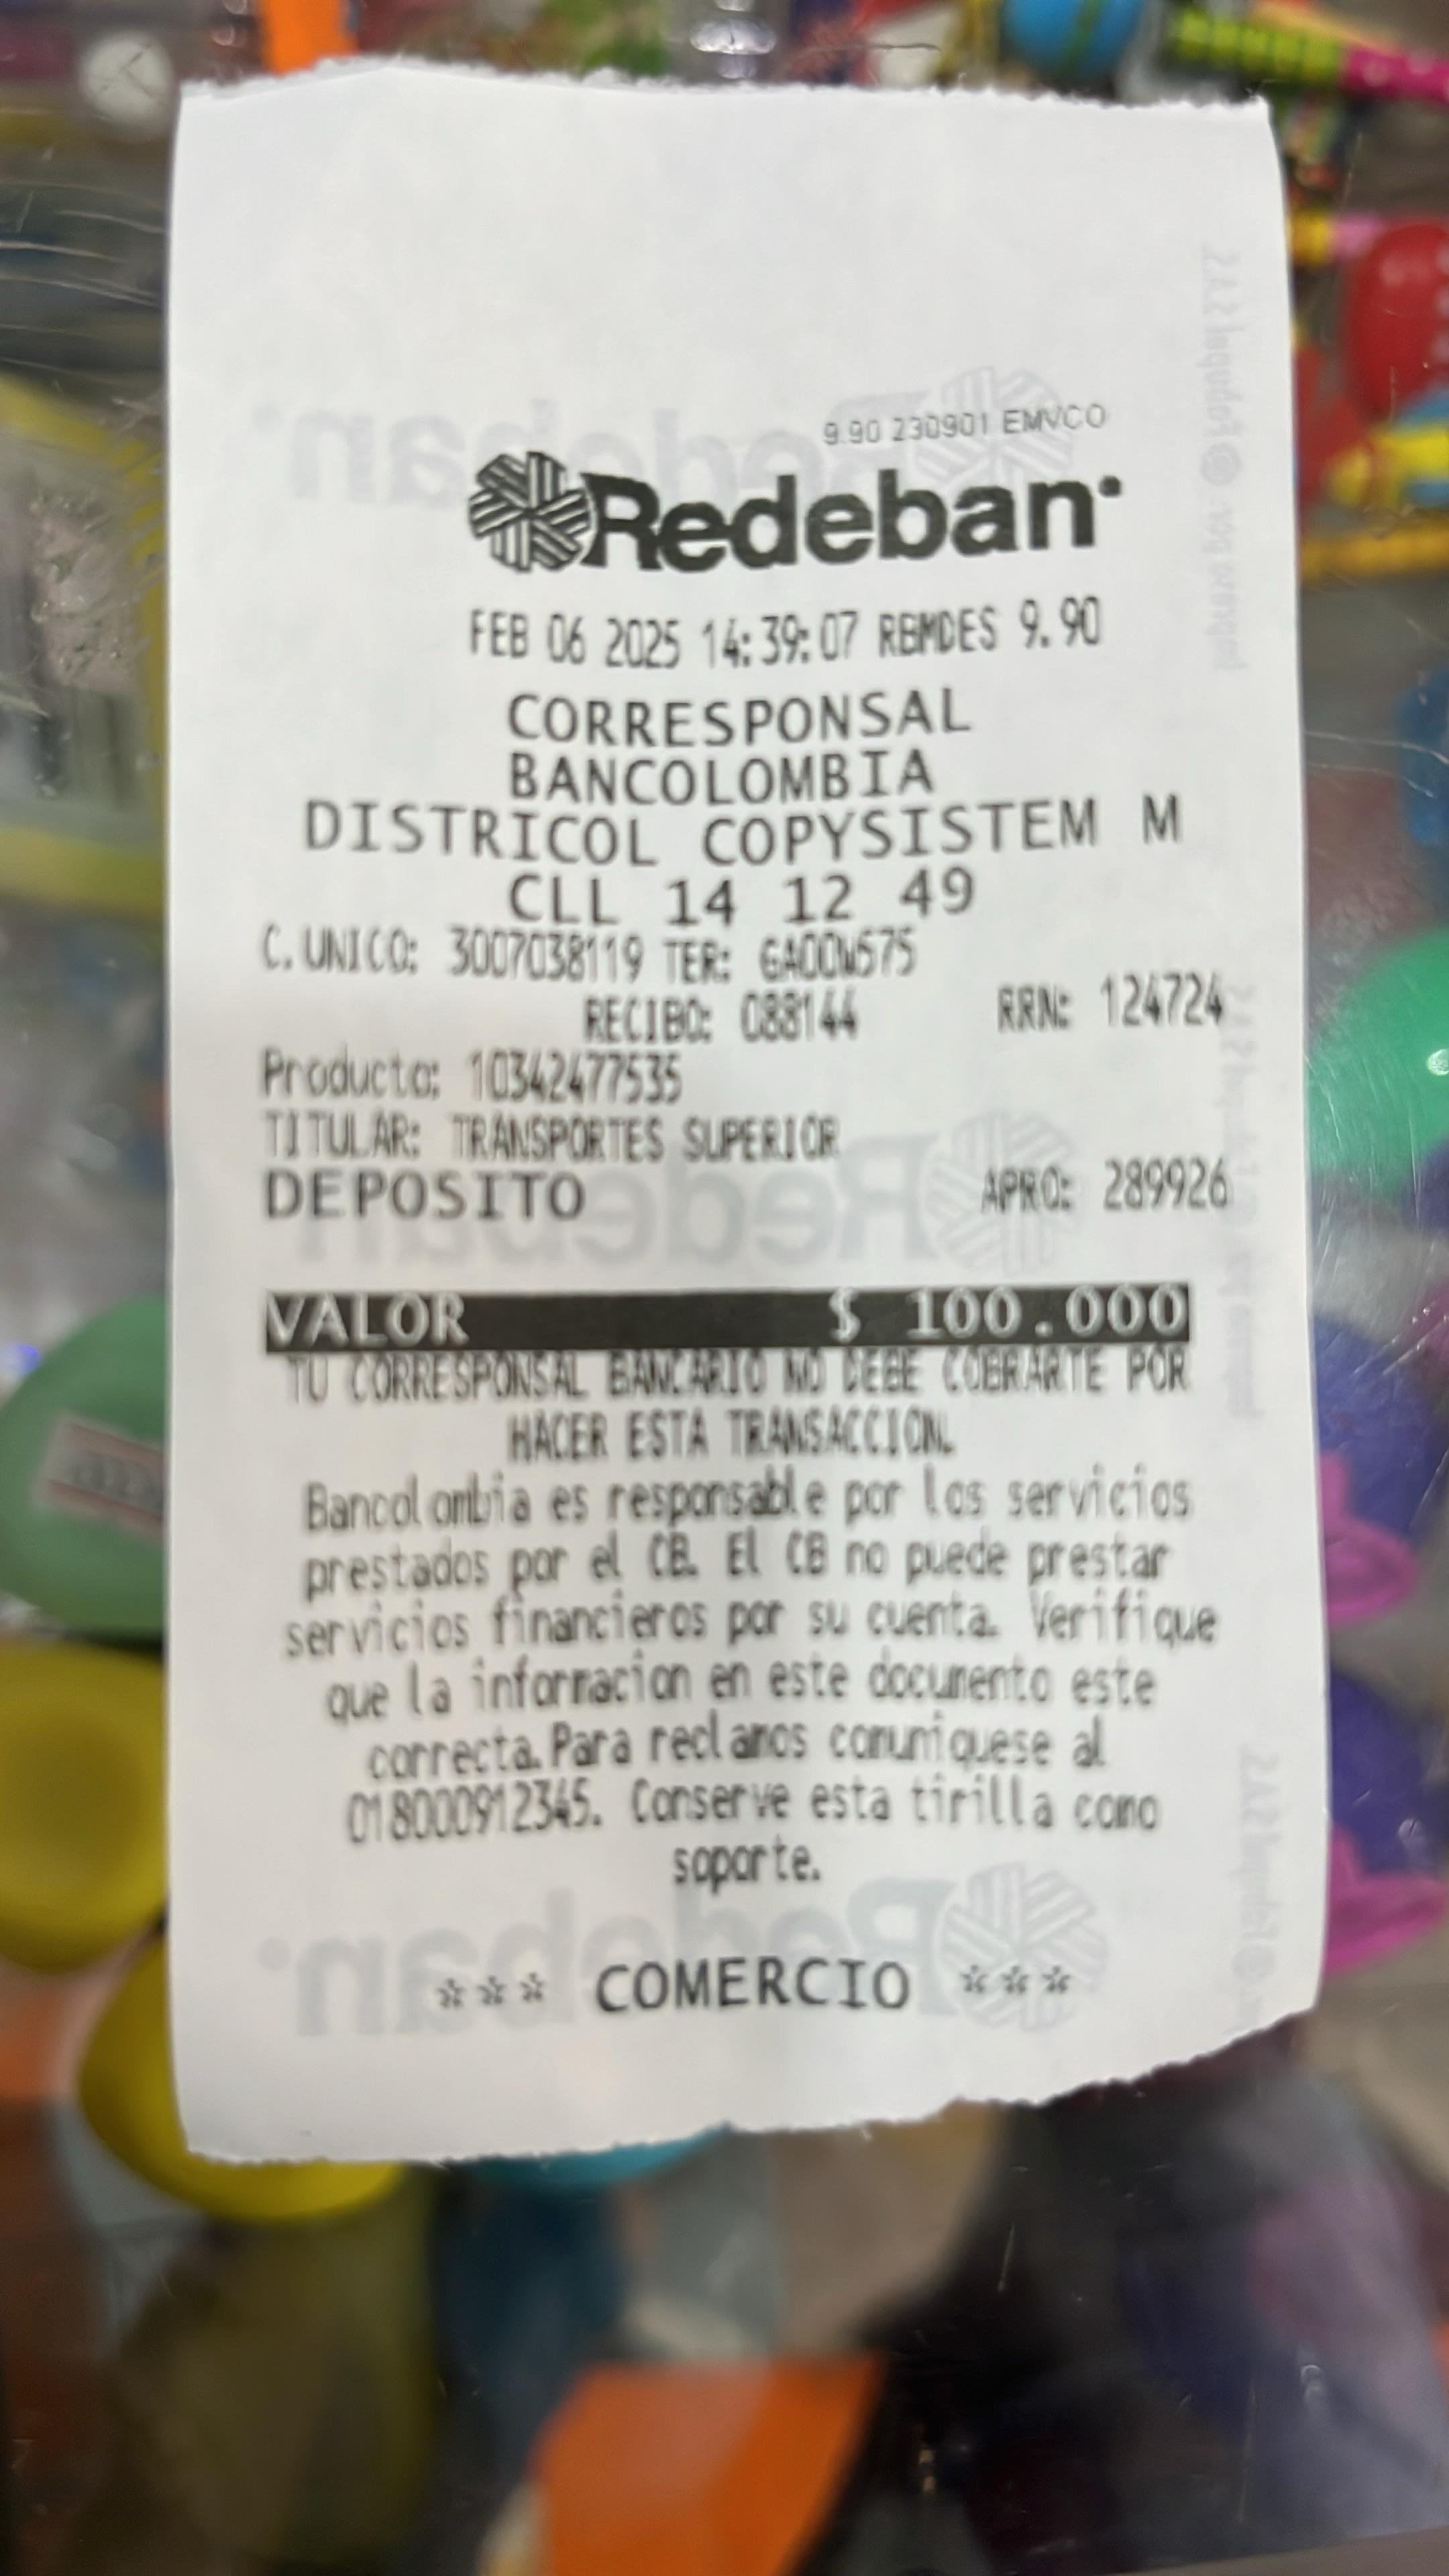 9.90 230901 EMVCO
Redeban
FEB 06 2025 14:39:07 RBMDES 9.90
CORRESPONSAL
BANCOLOMBIA
DISTRICOL COPYSISTEM M
CLL 14 12 49
C. UNICO: 3007038119 TER: GA00W575
RECIBO: 088144 RRN: 124724
Producto: 10342477535
TITULAR: TRANSPORTES SUPERIOR
DEPOSITO APRO: 289926
VALOR $ 100.000
TU CORRESPONSAL BANCARIO NO DEBE COBRARTE POR
HACER ESTA TRANSACCION.
Bancolombia es responsable por los servicios
prestados por el CB. El CB no puede prestar
servicios financieros por su cuenta. Verifique
que la informacion en este documento este
correcta. Para reclamos comuniquese al
018000912345. Conserve esta tirilla como
soporte.
*** COMERCIO ***